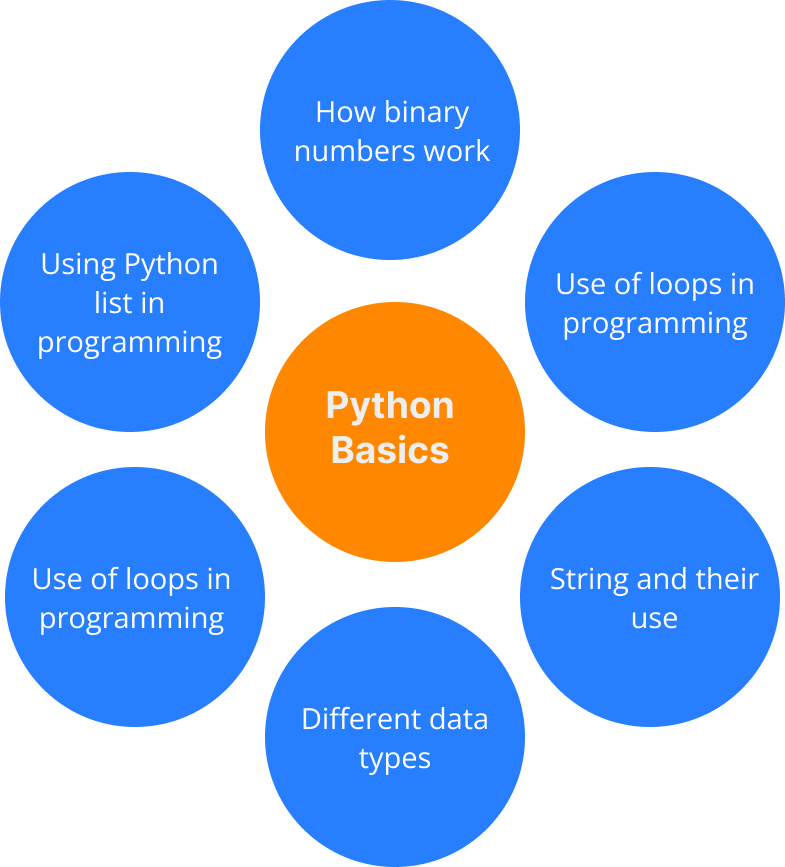 How binary
numbers work
Using Python
list in
programming
Use of loops in
programming
Python
Basics
Use of loops in
programming
String and their
use
Different data
types